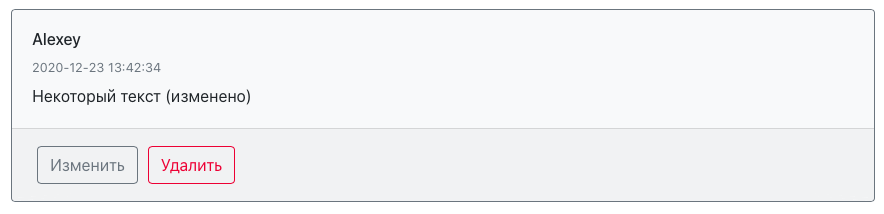 Alexey
2020-12-23 13:42:34
Некоторый текст (изменено)
Изменить Удалить